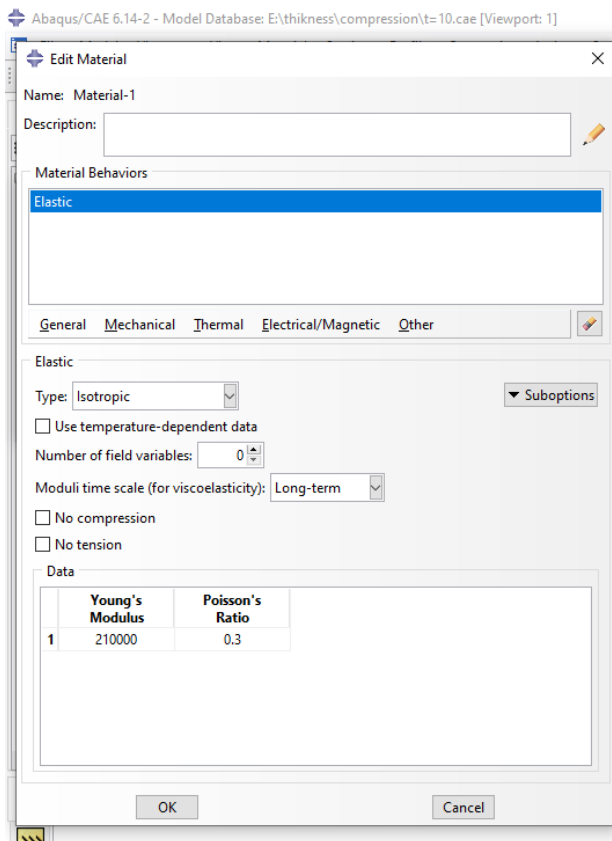 Abaqus/CAE 6.14-2 - Model Database: E:\thikness\compression\t=10.cae [Viewport: 1]
Edit Material
Name: Material-1
Description:
Material Behaviors
Elastic
General Mechanical Thermal Electrical/Magnetic Other
Elastic
Type: Isotropic
Suboptions
Use temperature-dependent data
Number of field variables: 0
Moduli time scale (for viscoelasticity): Long-term
No compression
No tension
Data
Young's Modulus Poisson's Ratio
1 210000 0.3
OK Cancel